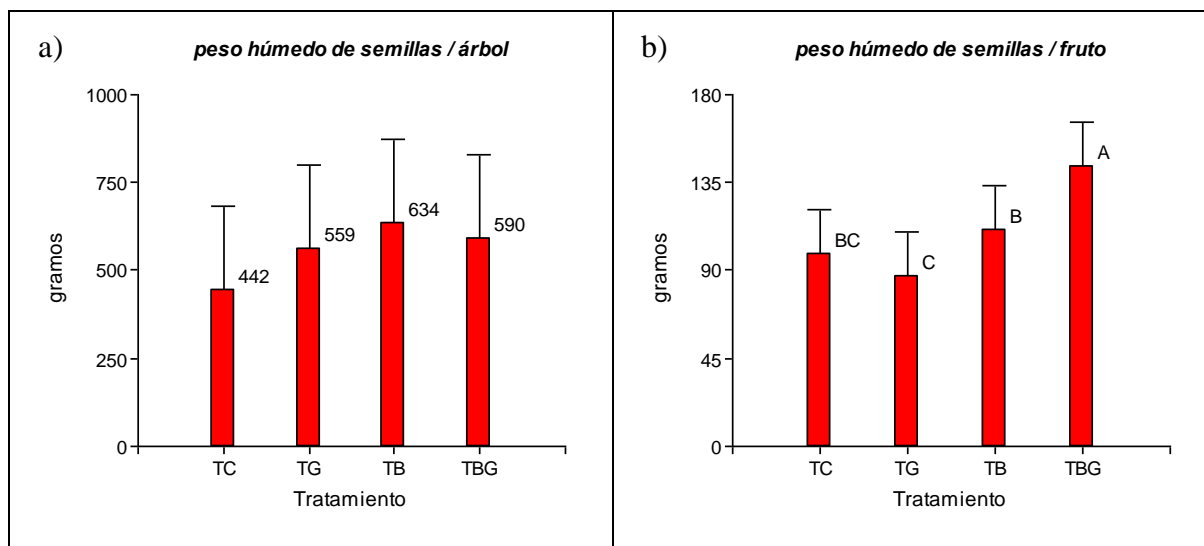 a)
peso húmedo de semillas / árbol
1000
750
500
250
0
gramos
442
559
634
590
TC TG TB TBG
Tratamiento
b)
peso húmedo de semillas / fruto
180
135
90
45
0
gramos
BC
C
B
A
TC TG TB TBG
Tratamiento